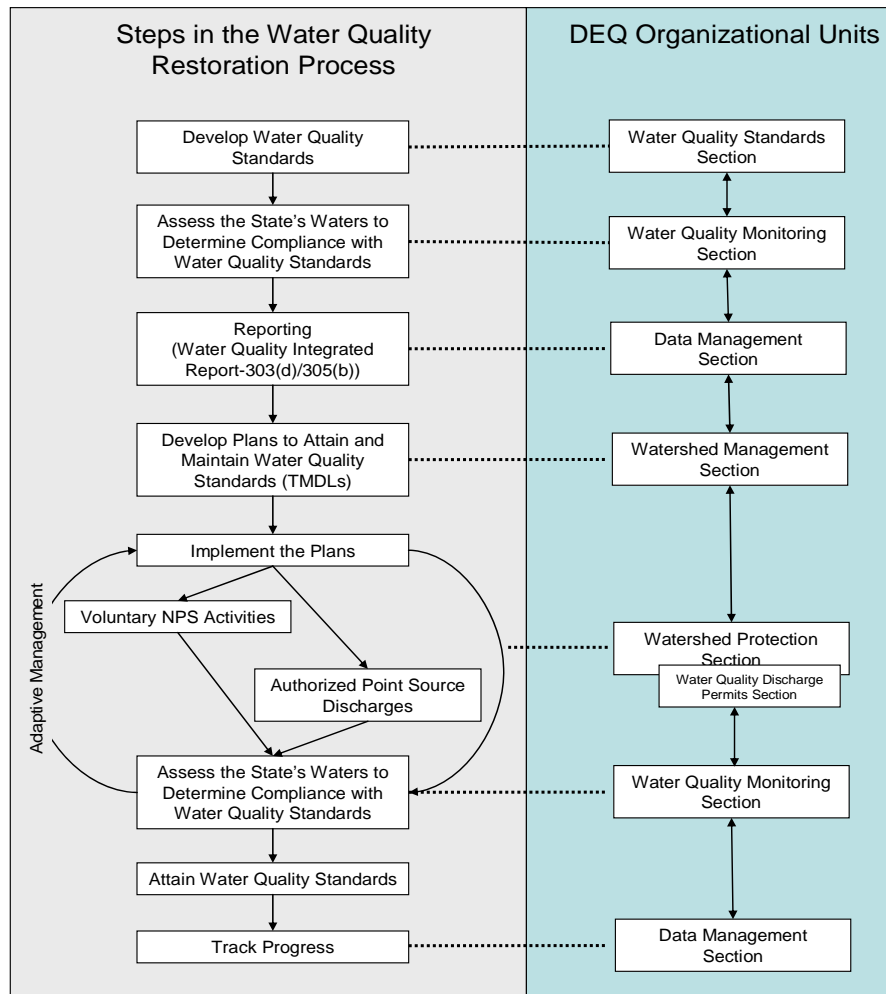 Steps in the Water Quality
Restoration Process
DEQ Organizational Units
Develop Water Quality
Standards
Water Quality Standards
Section
Assess the State's Waters to
Determine Compliance with
Water Quality Standards
Water Quality Monitoring
Section
Reporting
(Water Quality Integrated
Report-303(d)/305(b))
Data Management
Section
Develop Plans to Attain and
Maintain Water Quality
Standards (TMDLs)
Watershed Management
Section
Implement the Plans
Adaptive Management
Voluntary NPS Activities
Authorized Point Source
Discharges
Watershed Protection
Section
Water Quality Discharge
Permits Section
Assess the State's Waters to
Determine Compliance with
Water Quality Standards
Water Quality Monitoring
Section
Attain Water Quality Standards
Track Progress
Data Management
Section